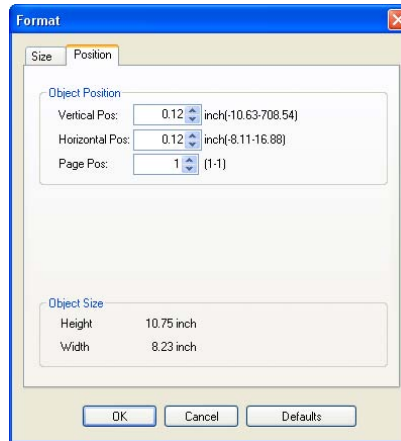 Format
Size Position
Object Position
Vertical Pos: 0.12 inch(-10.63-708.54)
Horizontal Pos: 0.12 inch(-8.11-16.88)
Page Pos: 1 (1-1)
Object Size
Height 10.75 inch
Width 8.23 inch
OK Cancel Defaults